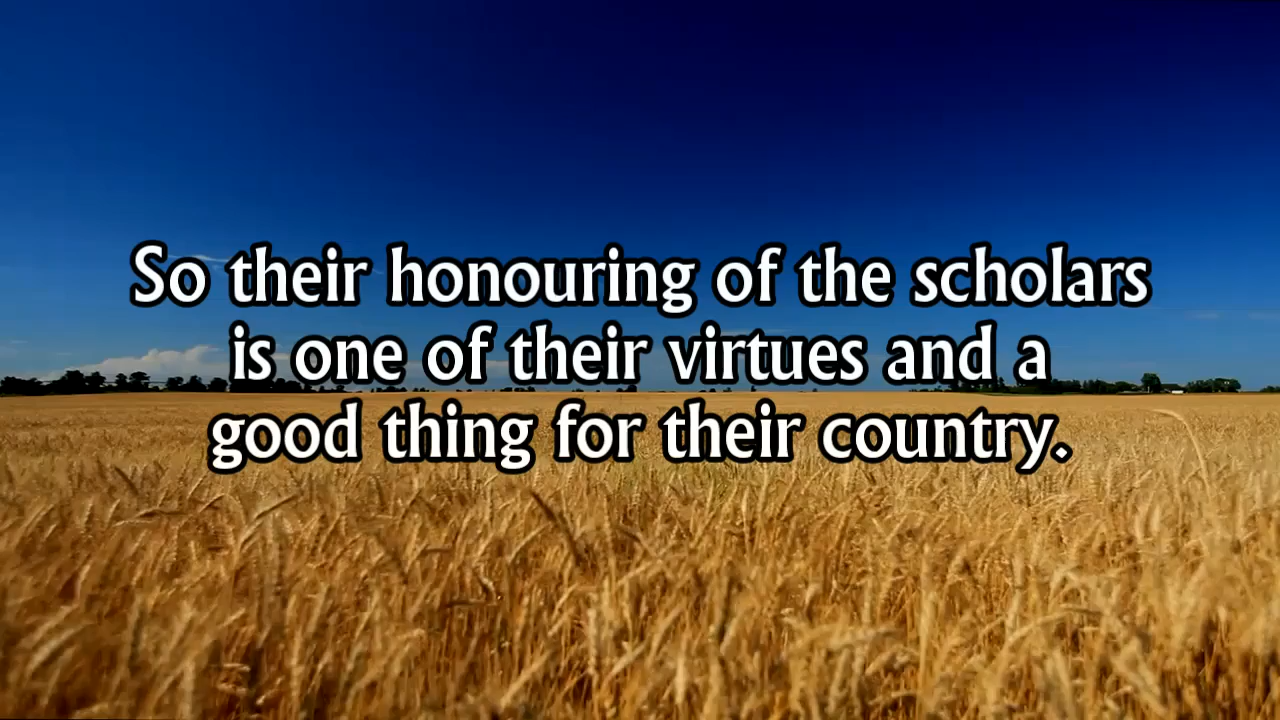 So their honouring of the scholars
is one of their virtues and a
good thing for their country.